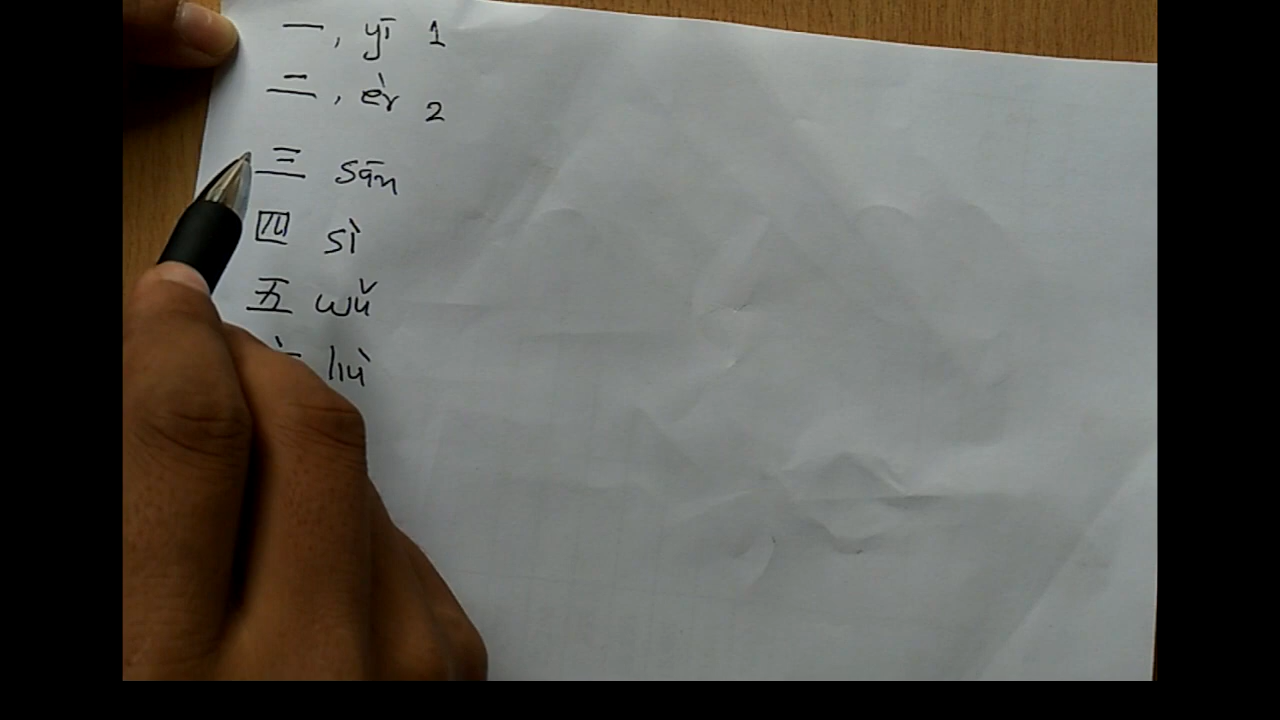 一, yī 1
二, èr 2
三 sān
四 sì
五 wǔ
liù